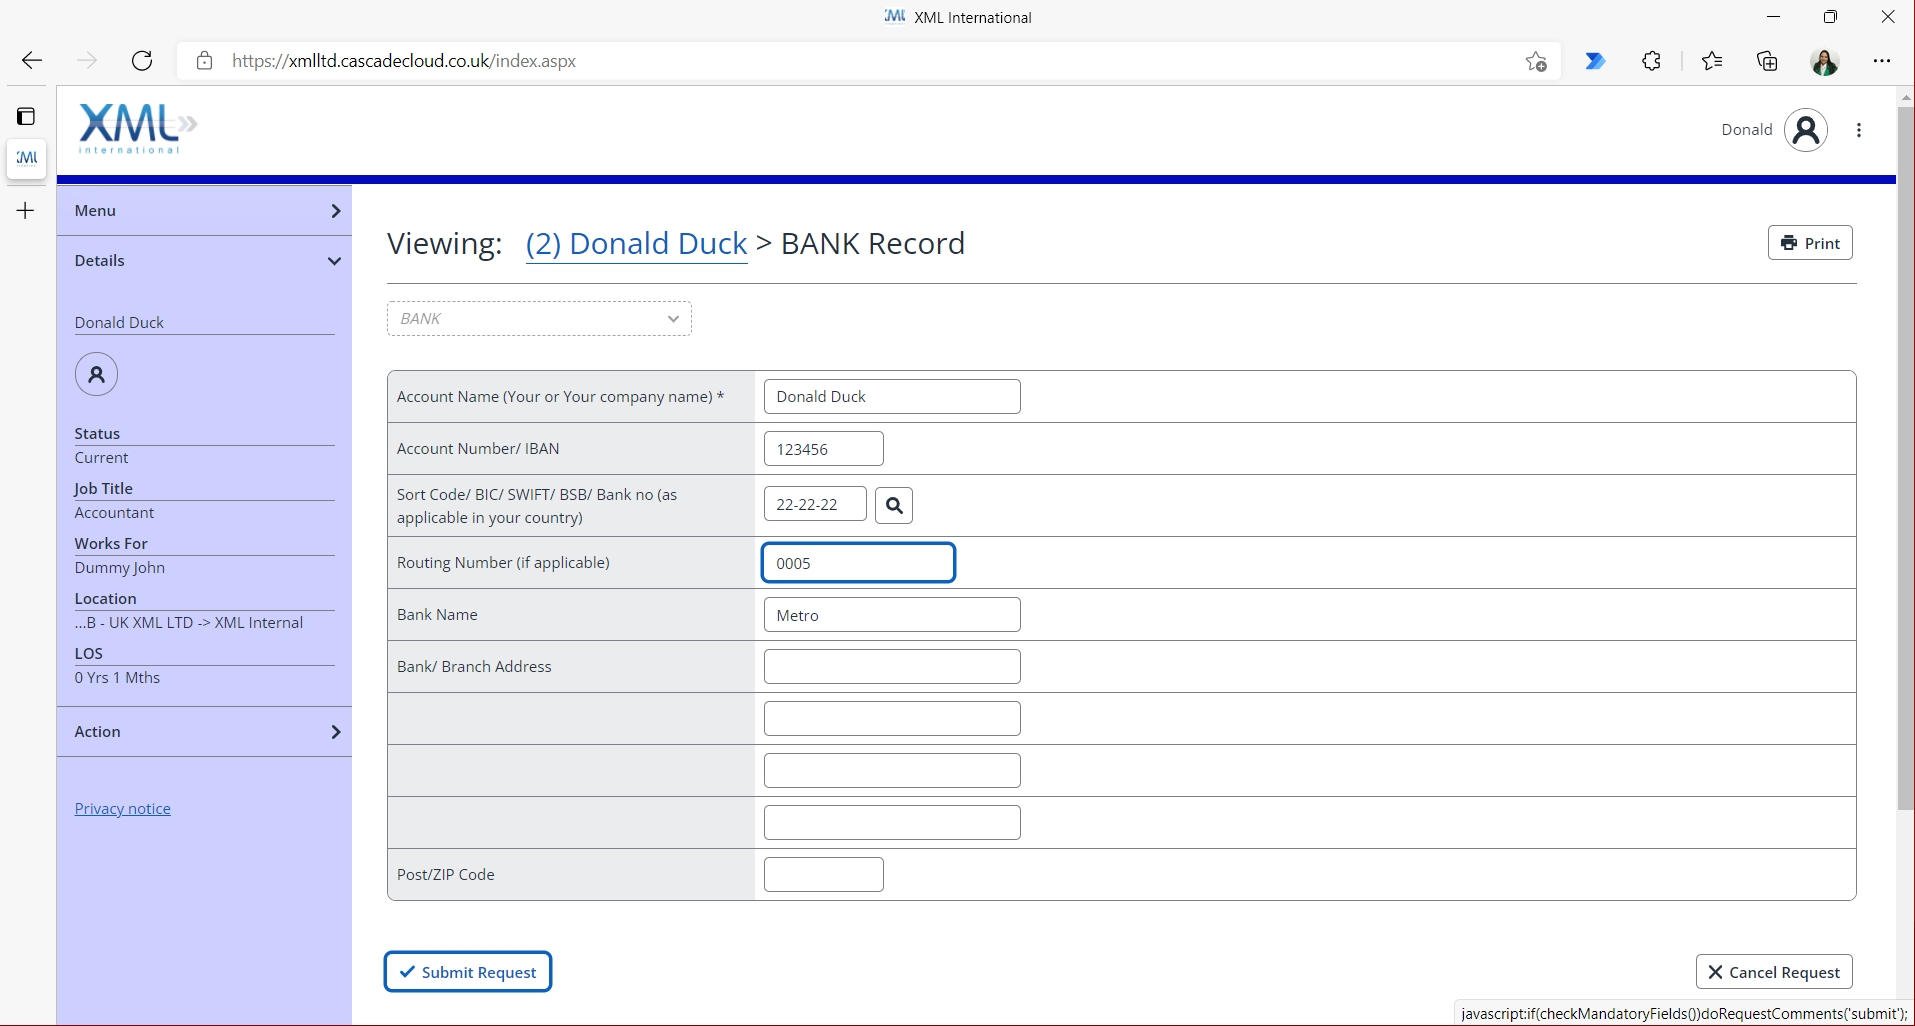 XML International
https://xmlltd.cascadecloud.co.uk/index.aspx
XML
international
Donald
Menu
Details
Donald Duck
Status
Current
Job Title
Accountant
Works For
Dummy John
Location
...B - UK XML LTD -> XML Internal
LOS
0 Yrs 1 Mths
Action
Privacy notice
Viewing: (2) Donald Duck > BANK Record
Print
BANK
Account Name (Your or Your company name) * Donald Duck
Account Number/ IBAN 123456
Sort Code/ BIC/ SWIFT/ BSB/ Bank no (as
applicable in your country) 22-22-22
Routing Number (if applicable) 0005
Bank Name Metro
Bank/ Branch Address
Post/ZIP Code
Submit Request
Cancel Request
javascript:if(checkMandatoryFields())doRequestComments('submit');